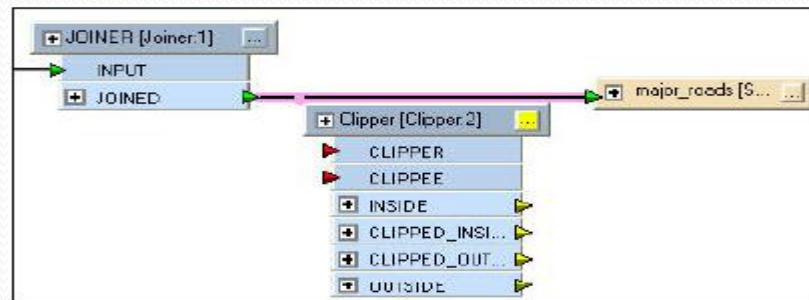 JOINER [Joiner:1] ...
INPUT
JOINED
major_roads [S... ...
Clipper [Clipper:2] ...
CLIPPER
CLIPPEE
INSIDE
CLIPPED_INSI...
CLIPPED_OUT...
OUTSIDE